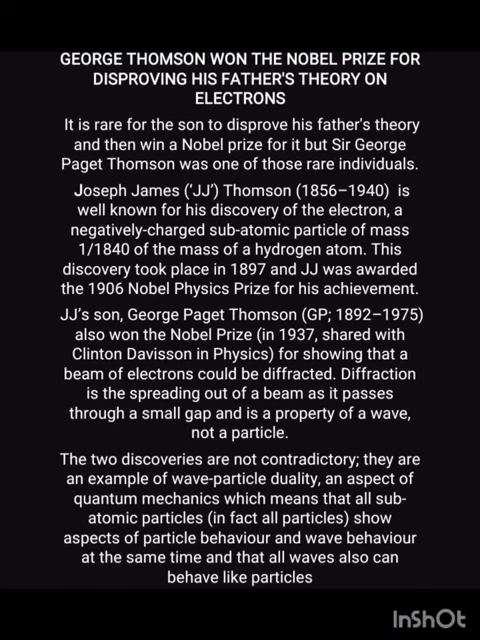 GEORGE THOMSON WON THE NOBEL PRIZE FOR
DISPROVING HIS FATHER'S THEORY ON
ELECTRONS
It is rare for the son to disprove his father's theory
and then win a Nobel prize for it but Sir George
Paget Thomson was one of those rare individuals.
Joseph James (‘JJ’) Thomson (1856–1940) is
well known for his discovery of the electron, a
negatively-charged sub-atomic particle of mass
1/1840 of the mass of a hydrogen atom. This
discovery took place in 1897 and JJ was awarded
the 1906 Nobel Physics Prize for his achievement.
JJ’s son, George Paget Thomson (GP; 1892–1975)
also won the Nobel Prize (in 1937, shared with
Clinton Davisson in Physics) for showing that a
beam of electrons could be diffracted. Diffraction
is the spreading out of a beam as it passes
through a small gap and is a property of a wave,
not a particle.
The two discoveries are not contradictory; they are
an example of wave-particle duality, an aspect of
quantum mechanics which means that all sub-
atomic particles (in fact all particles) show
aspects of particle behaviour and wave behaviour
at the same time and that all waves also can
behave like particles
InShOt